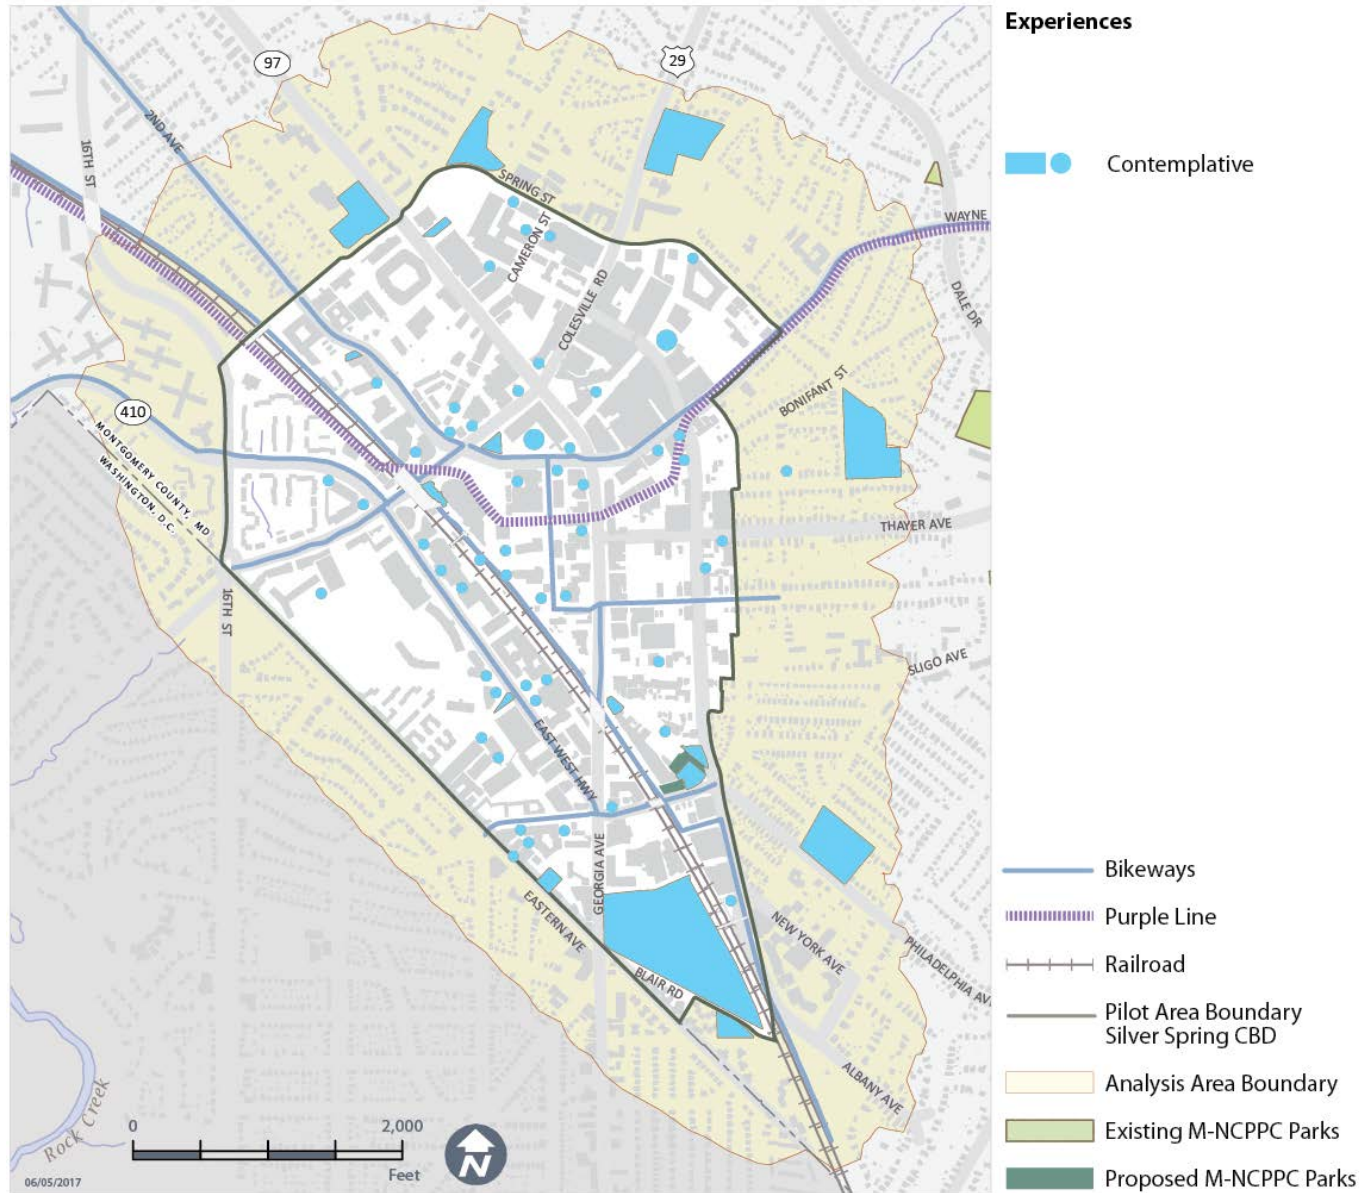 Experiences
Contemplative
97
29
2ND AVE
16TH ST
SPRING ST
CAMERON ST
COLESVILLE RD
WAYNE
DALE DR
BONIFANT ST
410
MONTGOMERY COUNTY, MD
WASHINGTON, D.C.
THAYER AVE
16TH ST
SLIGO AVE
EAST WEST HWY
GEORGIA AVE
EASTERN AVE
BLAIR RD
NEW YORK AVE
PHILADELPHIA AV
ALBANY AVE
Rock Creek
0
2,000
Feet
N
06/05/2017
Bikeways
Purple Line
Railroad
Pilot Area Boundary
Silver Spring CBD
Analysis Area Boundary
Existing M-NCPPC Parks
Proposed M-NCPPC Parks